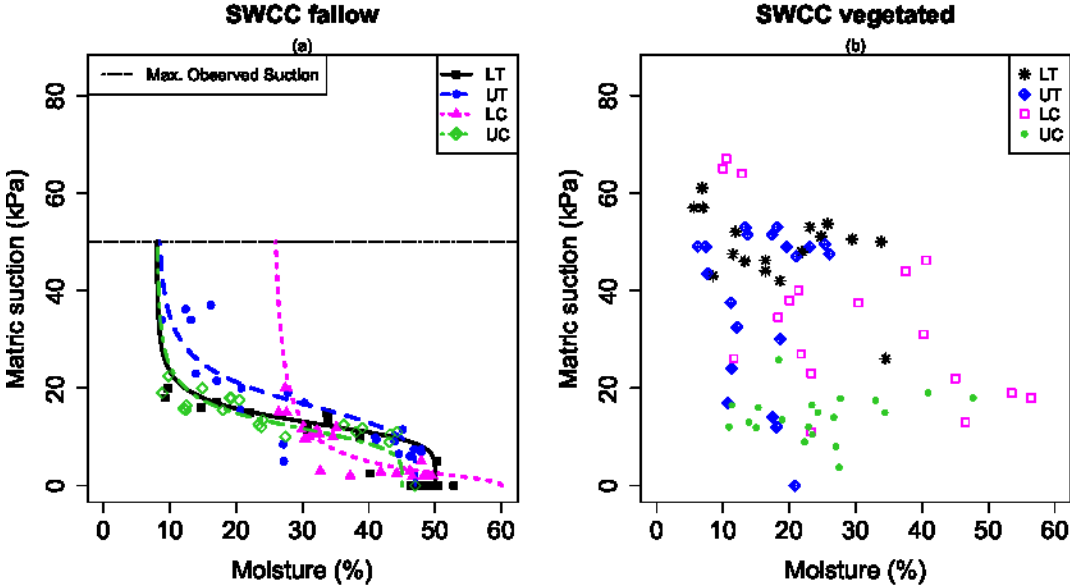 SWCC fallow
(a)
Max. Observed Suction
LT
UT
LC
UC
Matric suction (kPa)
80
60
40
20
0
0 10 20 30 40 50 60
Moisture (%)
SWCC vegetated
(b)
LT
UT
LC
UC
Matric suction (kPa)
80
60
40
20
0
0 10 20 30 40 50 60
Moisture (%)